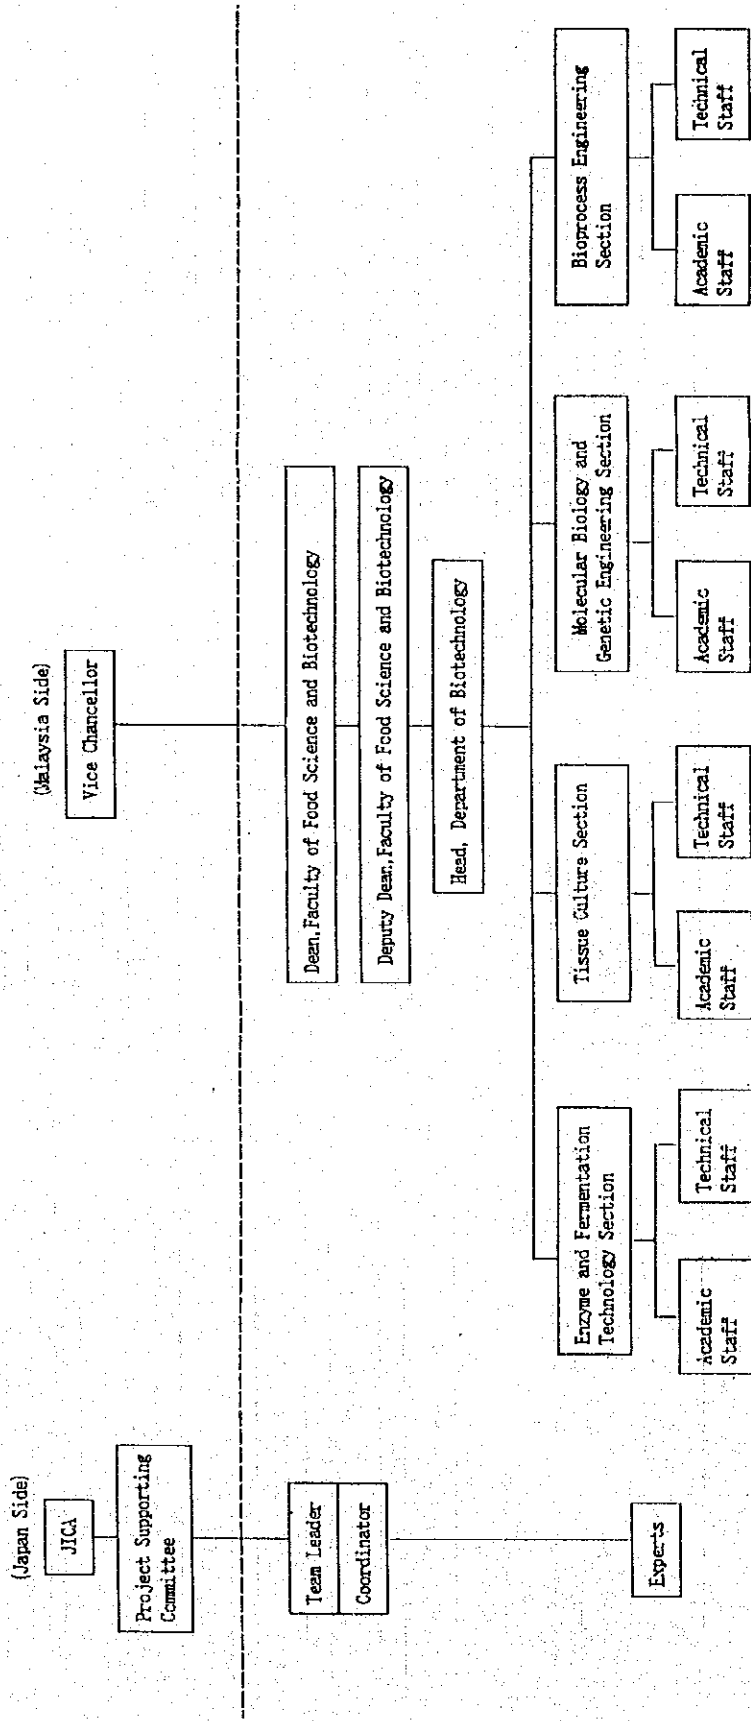 (Japan Side)
JICA
Project Supporting
Committee
Team Leader
Coordinator
Experts
(Malaysia Side)
Vice Chancellor
Dean,Faculty of Food Science and Biotechnology
Deputy Dean,Faculty of Food Science and Biotechnology
Head, Department of Biotechnology
Enzyme and Fermentation
Technology Section
Academic
Staff
Technical
Staff
Tissue Culture Section
Academic
Staff
Technical
Staff
Molecular Biology and
Genetic Engineering Section
Academic
Staff
Technical
Staff
Bioprocess Engineering
Section
Academic
Staff
Technical
Staff